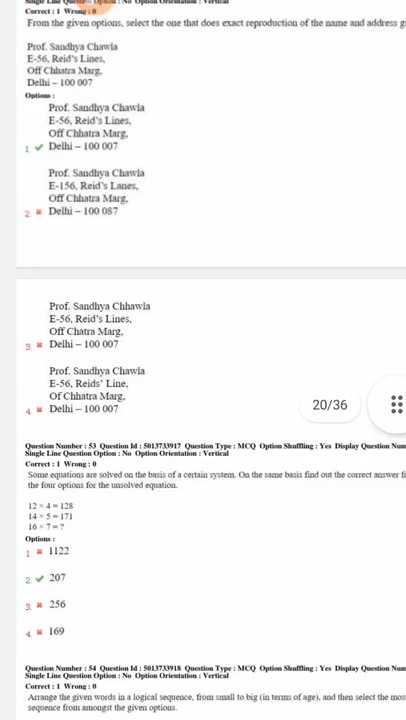 Single Line Question Option : No Option Orientation : Vertical
Correct : 1 Wrong : 0
From the given options, select the one that does exact reproduction of the name and address
Prof. Sandhya Chawla
E-56, Reid's Lines,
Off Chhatra Marg,
Delhi – 100 007
Options :
Prof. Sandhya Chawla
E-56, Reid's Lines,
Off Chhatra Marg,
1. ✔ Delhi – 100 007
Prof. Sandhya Chawla
E-156, Reid's Lanes,
Off Chhatra Marg,
2. ✖ Delhi – 100 087
Prof. Sandhya Chhawla
E-56, Reid's Lines,
Off Chatra Marg,
3. ✖ Delhi – 100 007
Prof. Sandhya Chawla
E-56, Reids' Line,
Of Chhatra Marg,
4. ✖ Delhi – 100 007
20/36
Question Number : 53 Question Id : 5013733917 Question Type : MCQ Option Shuffling : Yes Display Question Num
Single Line Question Option : No Option Orientation : Vertical
Correct : 1 Wrong : 0
Some equations are solved on the basis of a certain system. On the same basis find out the correct answer
the four options for the unsolved equation.
12 × 4 = 128
14 × 5 = 171
16 × 7 = ?
Options :
1. ✖ 1122
2. ✔ 207
3. ✖ 256
4. ✖ 169
Question Number : 54 Question Id : 5013733918 Question Type : MCQ Option Shuffling : Yes Display Question Num
Single Line Question Option : No Option Orientation : Vertical
Correct : 1 Wrong : 0
Arrange the given words in a logical sequence, from small to big (in terms of age), and then select the mos
sequence from amongst the given options.